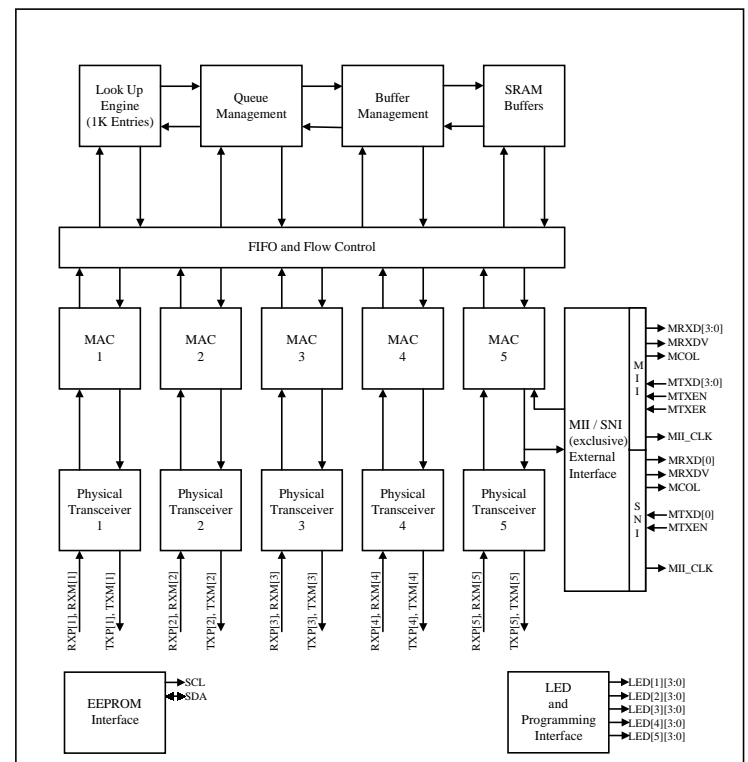 Look Up
Engine
(1K Entries)
Queue
Management
Buffer
Management
SRAM
Buffers
FIFO and Flow Control
MAC
1
MAC
2
MAC
3
MAC
4
MAC
5
MII / SNI
(exclusive)
External
Interface
M
I
I
S
N
I
MRXD[3:0]
MRXDV
MCOL
MTXD[3:0]
MTXEN
MTXER
MII_CLK
MRXD[0]
MRXDV
MCOL
MTXD[0]
MTXEN
MII_CLK
Physical
Transceiver
1
Physical
Transceiver
2
Physical
Transceiver
3
Physical
Transceiver
4
Physical
Transceiver
5
RXP[1], RXM[1]
TXP[1], TXM[1]
RXP[2], RXM[2]
TXP[2], TXM[2]
RXP[3], RXM[3]
TXP[3], TXM[3]
RXP[4], RXM[4]
TXP[4], TXM[4]
RXP[5], RXM[5]
TXP[5], TXM[5]
EEPROM
Interface
SCL
SDA
LED
and
Programming
Interface
LED[1][3:0]
LED[2][3:0]
LED[3][3:0]
LED[4][3:0]
LED[5][3:0]